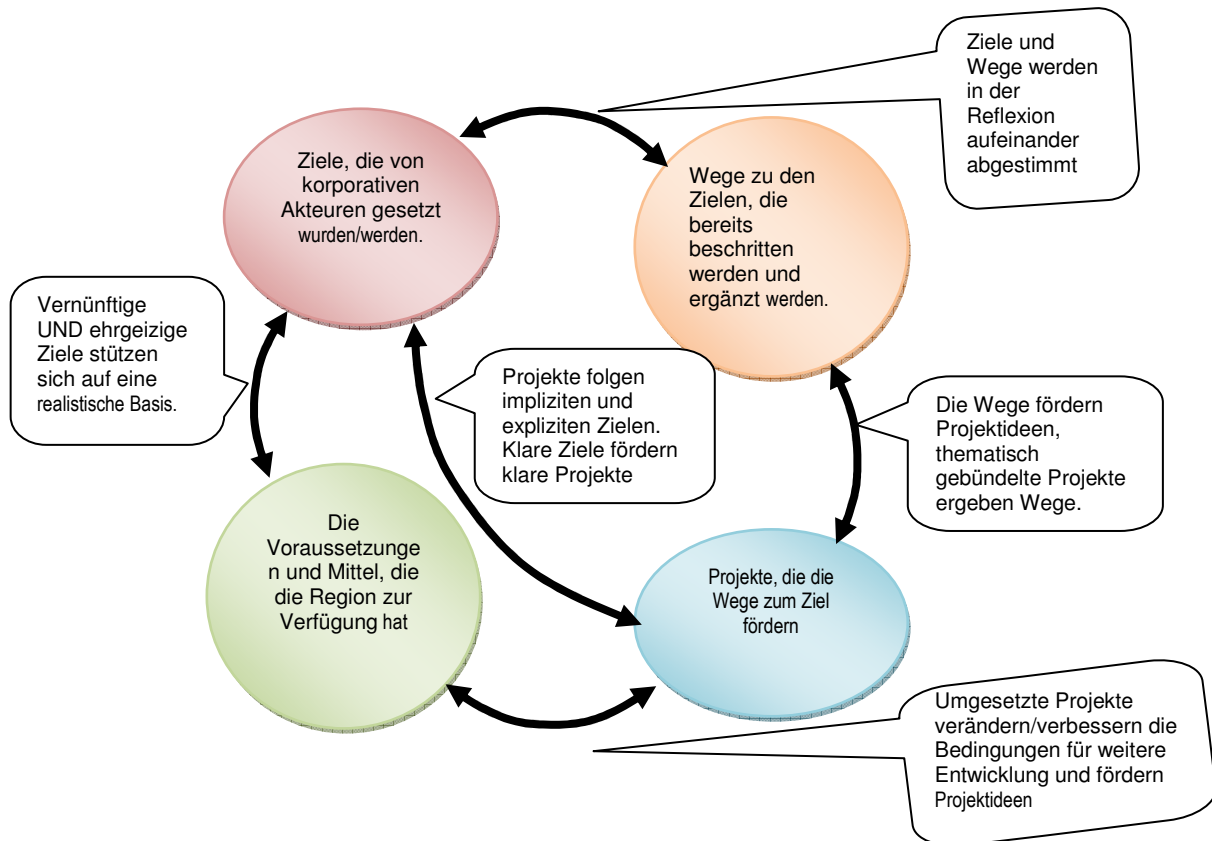 Ziele und
Wege werden
in der
Reflexion
aufeinander
abgestimmt
Ziele, die von
korporativen
Akteuren gesetzt
wurden/werden.
Wege zu den
Zielen, die
bereits
beschritten
werden und
ergänzt werden.
Vernünftige
UND ehrgeizige
Ziele stützen
sich auf eine
realistische Basis.
Projekte folgen
impliziten und
expliziten Zielen.
Klare Ziele fördern
klare Projekte
Die Wege fördern
Projektideen,
thematisch
gebündelte Projekte
ergeben Wege.
Die
Voraussetzunge
n und Mittel, die
die Region zur
Verfügung hat
Projekte, die die
Wege zum Ziel
fördern
Umgesetzte Projekte
verändern/verbessern die
Bedingungen für weitere
Entwicklung und fördern
Projektideen